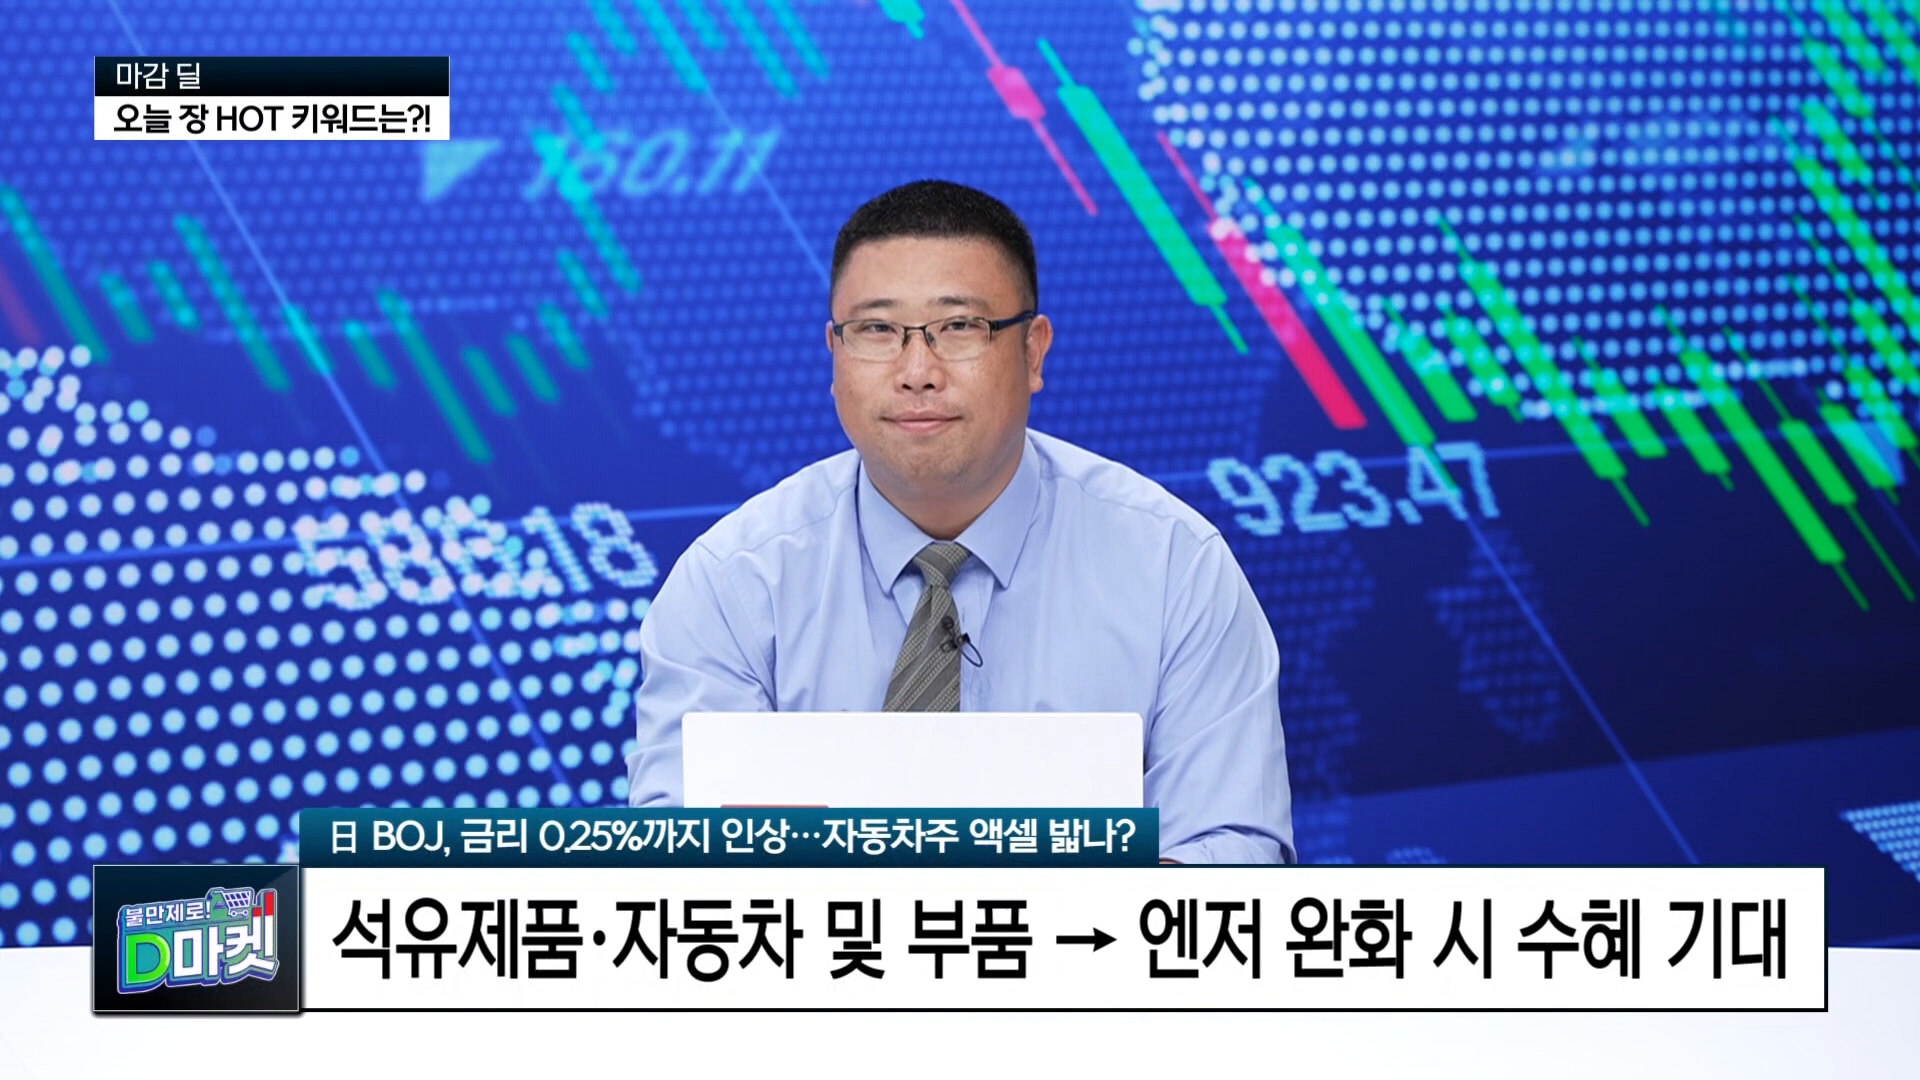 마감 딜
오늘 장 HOT 키워드는?!
150.11
586.18
923.47
日 BOJ, 금리 0.25%까지 인상…자동차주 액셀 밟나?
불만제로!
D마켓
석유제품·자동차 및 부품 → 엔저 완화 시 수혜 기대